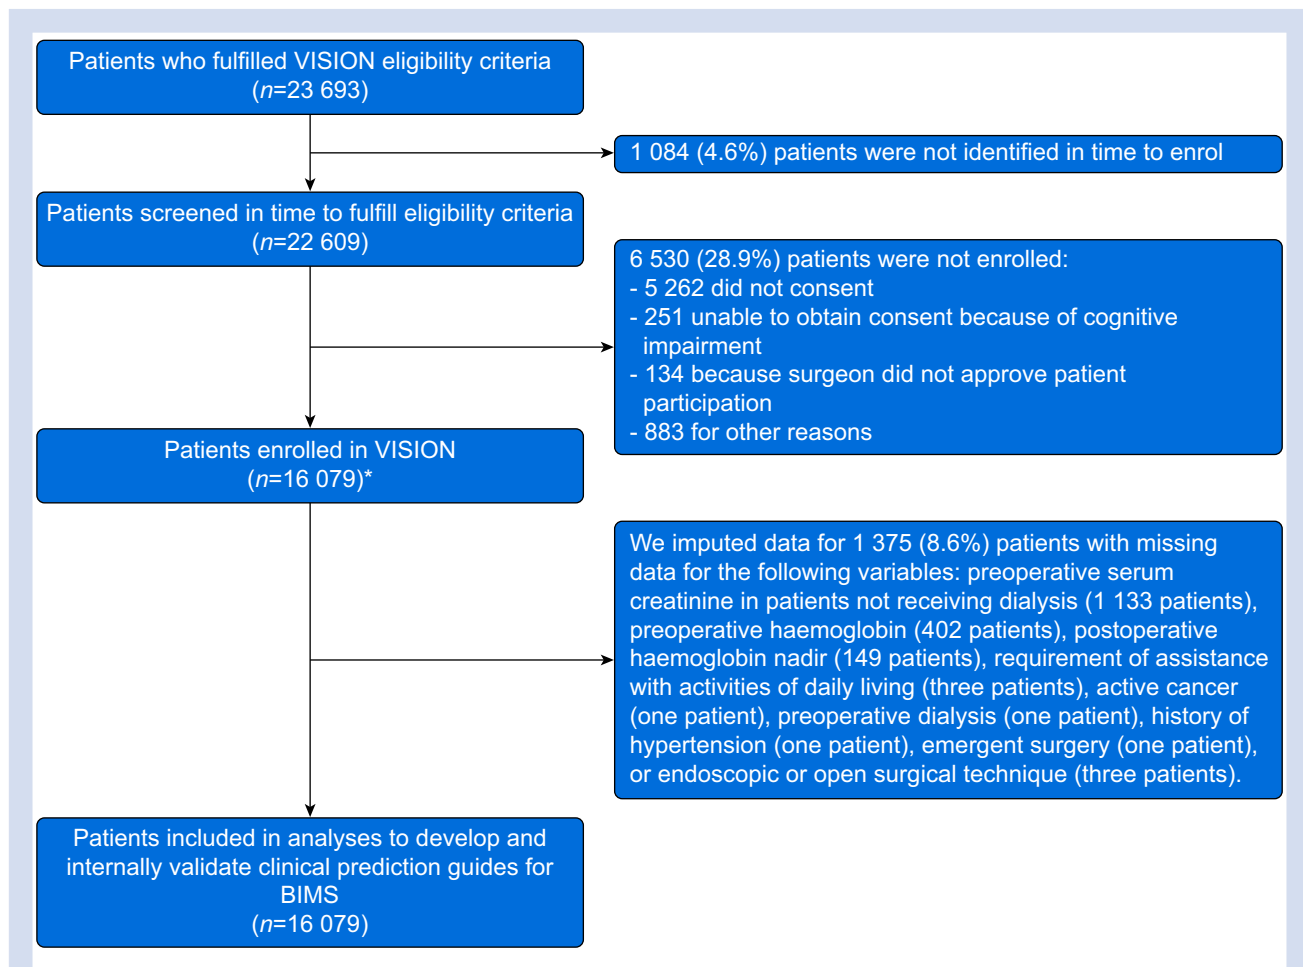 Patients who fulfilled VISION eligibility criteria
(n=23 693)
1 084 (4.6%) patients were not identified in time to enrol
Patients screened in time to fulfill eligibility criteria
(n=22 609)
6 530 (28.9%) patients were not enrolled:
- 5 262 did not consent
- 251 unable to obtain consent because of cognitive
impairment
- 134 because surgeon did not approve patient
participation
- 883 for other reasons
Patients enrolled in VISION
(n=16 079)*
We imputed data for 1 375 (8.6%) patients with missing
data for the following variables: preoperative serum
creatinine in patients not receiving dialysis (1 133 patients),
preoperative haemoglobin (402 patients), postoperative
haemoglobin nadir (149 patients), requirement of assistance
with activities of daily living (three patients), active cancer
(one patient), preoperative dialysis (one patient), history of
hypertension (one patient), emergent surgery (one patient),
or endoscopic or open surgical technique (three patients).
Patients included in analyses to develop and
internally validate clinical prediction guides for
BIMS
(n=16 079)